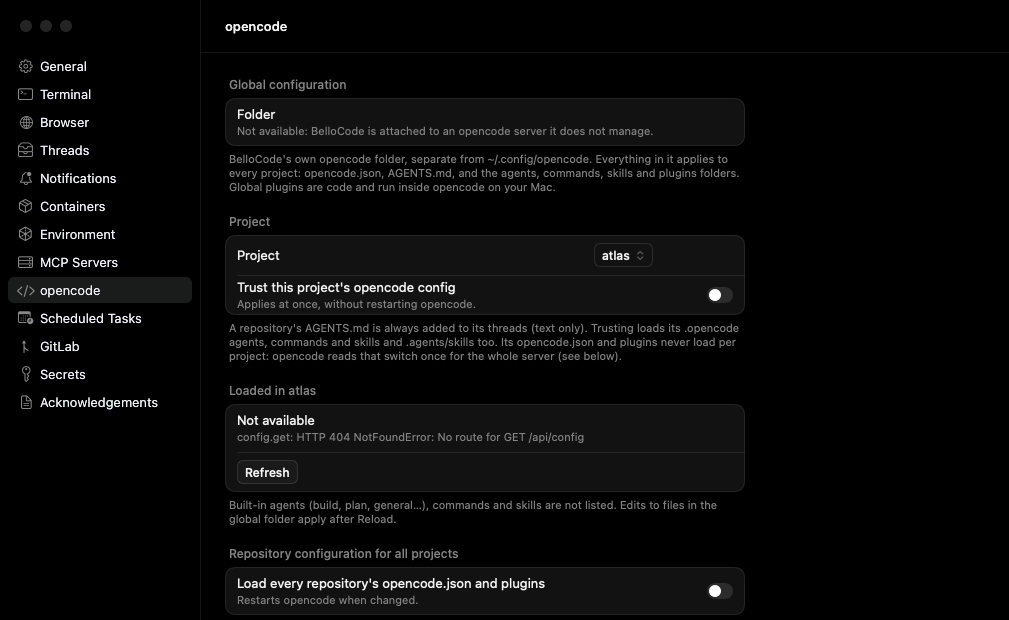 opencode
General
Terminal
Browser
Threads
Notifications
Containers
Environment
MCP Servers
opencode
Scheduled Tasks
GitLab
Secrets
Acknowledgements
Global configuration
Folder
Not available: BelloCode is attached to an opencode server it does not manage.
BelloCode's own opencode folder, separate from ~/.config/opencode. Everything in it applies to
every project: opencode.json, AGENTS.md, and the agents, commands, skills and plugins folders.
Global plugins are code and run inside opencode on your Mac.
Project
Project
atlas
Trust this project's opencode config
Applies at once, without restarting opencode.
A repository's AGENTS.md is always added to its threads (text only). Trusting loads its .opencode
agents, commands and skills and .agents/skills too. Its opencode.json and plugins never load per
project: opencode reads that switch once for the whole server (see below).
Loaded in atlas
Not available
config.get: HTTP 404 NotFoundError: No route for GET /api/config
Refresh
Built-in agents (build, plan, general...), commands and skills are not listed. Edits to files in the
global folder apply after Reload.
Repository configuration for all projects
Load every repository's opencode.json and plugins
Restarts opencode when changed.